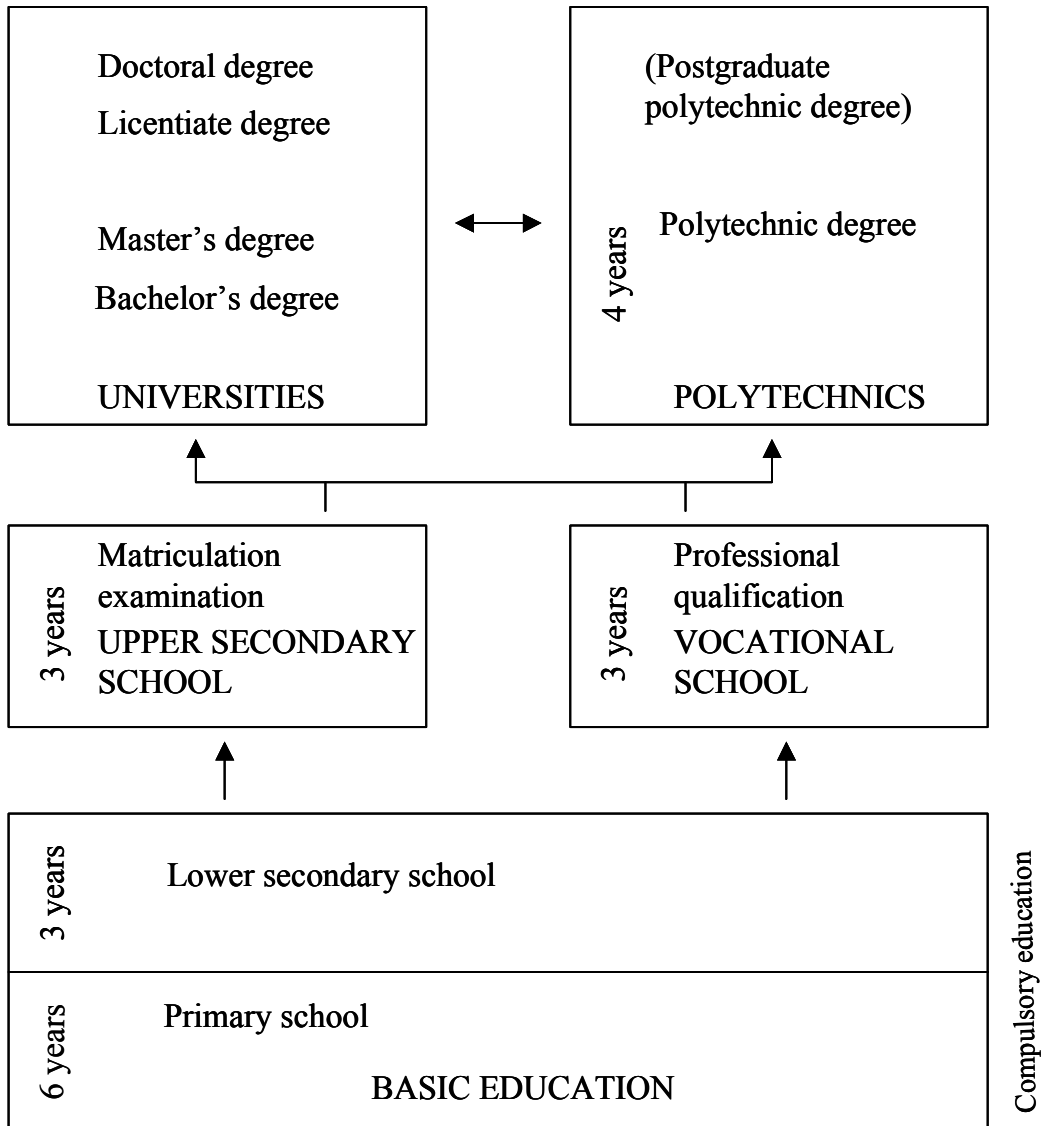 Doctoral degree
Licentiate degree
Master’s degree
Bachelor’s degree
UNIVERSITIES
(Postgraduate
polytechnic degree)
Polytechnic degree
4 years
POLYTECHNICS
3 years
Matriculation
examination
UPPER SECONDARY
SCHOOL
3 years
Professional
qualification
VOCATIONAL
SCHOOL
3 years
Lower secondary school
6 years
Primary school
BASIC EDUCATION
Compulsory education